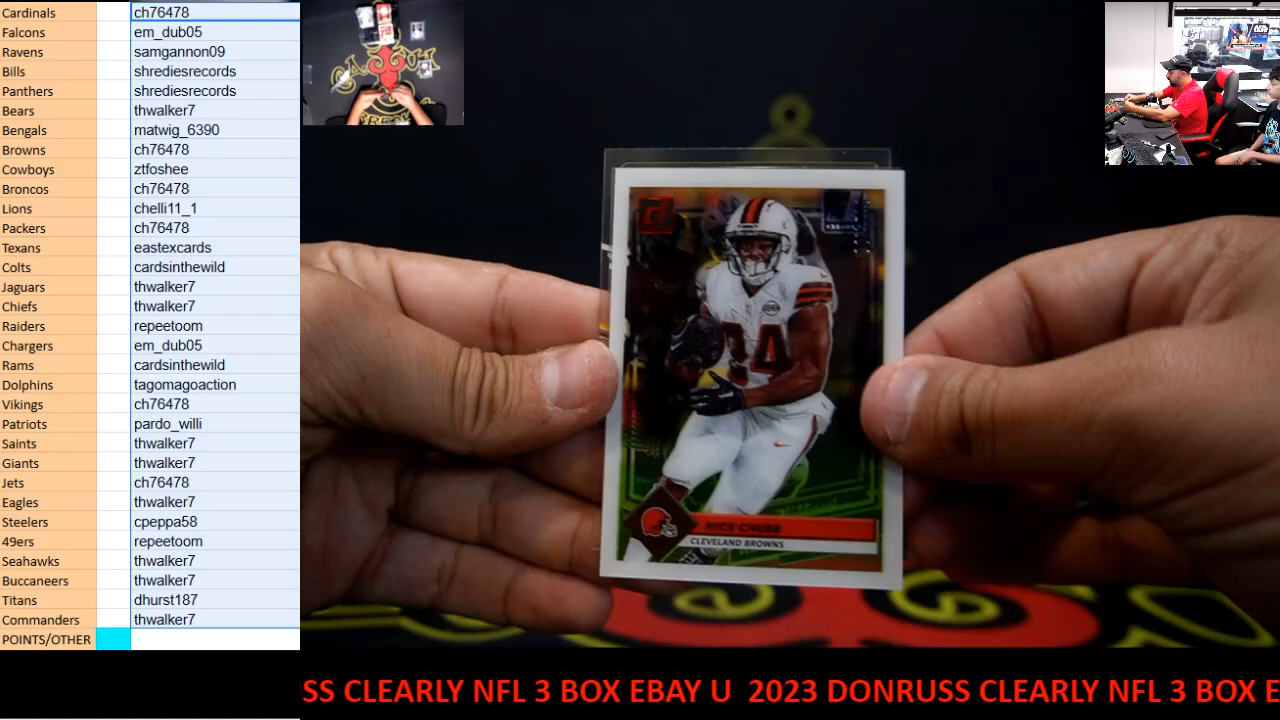 Cardinals ch76478
Falcons em_dub05
Ravens samgannon09
Bills shrediesrecords
Panthers shrediesrecords
Bears thwalker7
Bengals matwig_6390
Browns ch76478
Cowboys ztfoshee
Broncos ch76478
Lions chelli11_1
Packers ch76478
Texans eastexcards
Colts cardsinthewild
Jaguars thwalker7
Chiefs thwalker7
Raiders repeetoom
Chargers em_dub05
Rams cardsinthewild
Dolphins tagomagoaction
Vikings ch76478
Patriots pardo_willi
Saints thwalker7
Giants thwalker7
Jets ch76478
Eagles thwalker7
Steelers cpeppa58
49ers repeetoom
Seahawks thwalker7
Buccaneers thwalker7
Titans dhurst187
Commanders thwalker7
POINTS/OTHER
24
NICK CHUBB
CLEVELAND BROWNS
SS CLEARLY NFL 3 BOX EBAY U 2023 DONRUSS CLEARLY NFL 3 BOX E